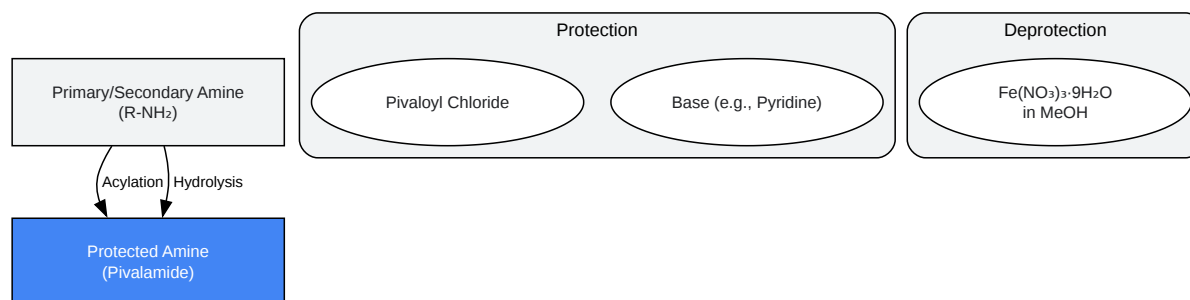 Protection
Deprotection
Primary/Secondary Amine
(R-NH₂)
Pivaloyl Chloride
Base (e.g., Pyridine)
Fe(NO₃)₃·9H₂O
in MeOH
Acylation
Hydrolysis
Protected Amine
(Pivalamide)